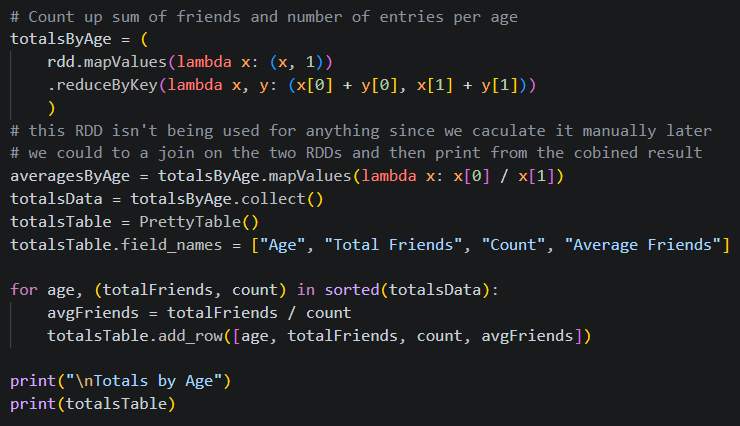 # Count up sum of friends and number of entries per age
totalsByAge = (
    rdd.mapValues(lambda x: (x, 1))
    .reduceByKey(lambda x, y: (x[0] + y[0], x[1] + y[1]))
    )
# this RDD isn't being used for anything since we caculate it manually later
# we could to a join on the two RDDs and then print from the cobined result
averagesByAge = totalsByAge.mapValues(lambda x: x[0] / x[1])
totalsData = totalsByAge.collect()
totalsTable = PrettyTable()
totalsTable.field_names = ["Age", "Total Friends", "Count", "Average Friends"]
for age, (totalFriends, count) in sorted(totalsData):
    avgFriends = totalFriends / count
    totalsTable.add_row([age, totalFriends, count, avgFriends])
print("\nTotals by Age")
print(totalsTable)